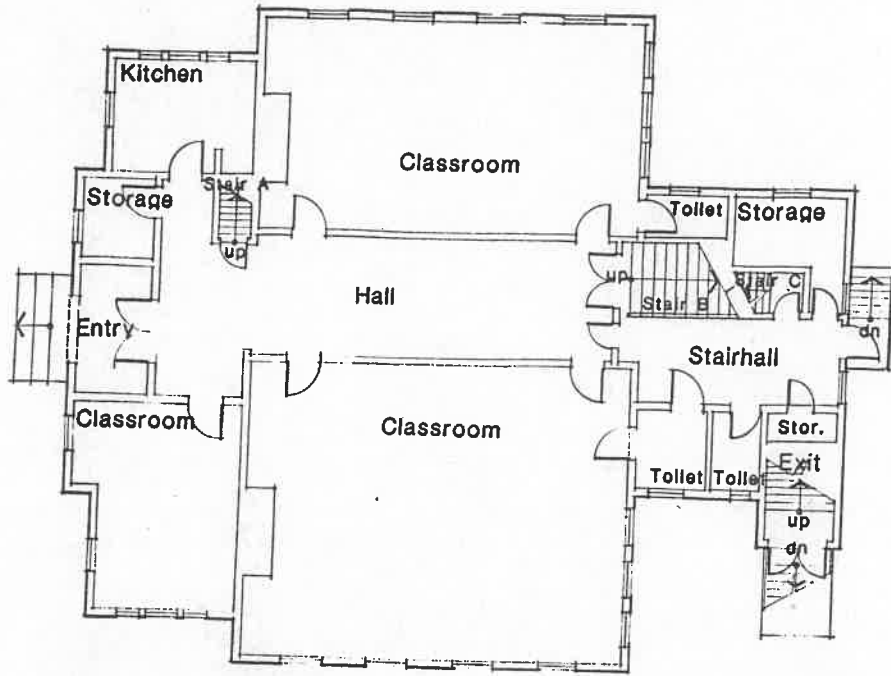 Kitchen
Classroom
Stair A
Storage
Toilet
Storage
up
up
Stair C
Hall
Stair B
Entry
dn
Stairhall
Classroom
Classroom
Stor.
Exit
Toilet
Toilet
up
dn